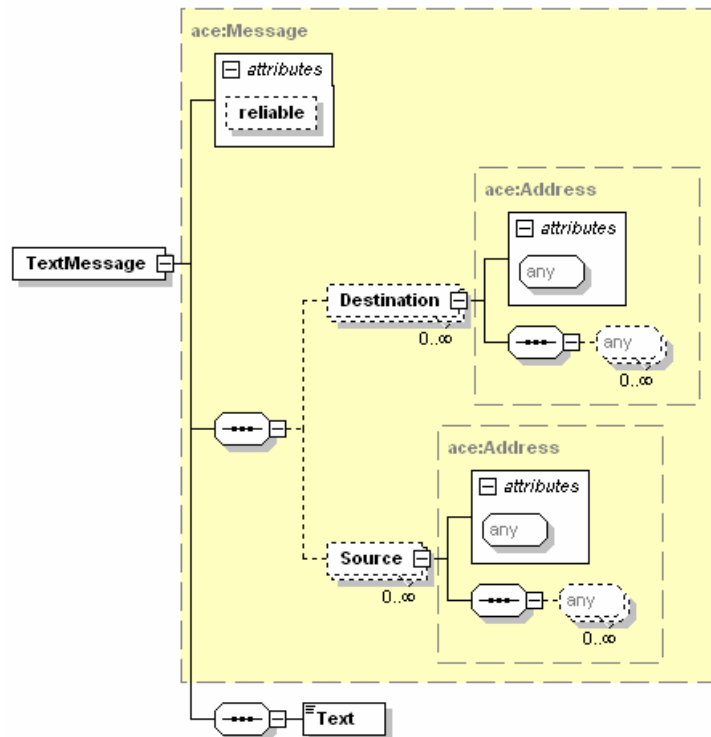 ace:Message
attributes
reliable
ace:Address
attributes
any
TextMessage
Destination
0..∞
any
0..∞
ace:Address
attributes
any
Source
0..∞
any
0..∞
Text